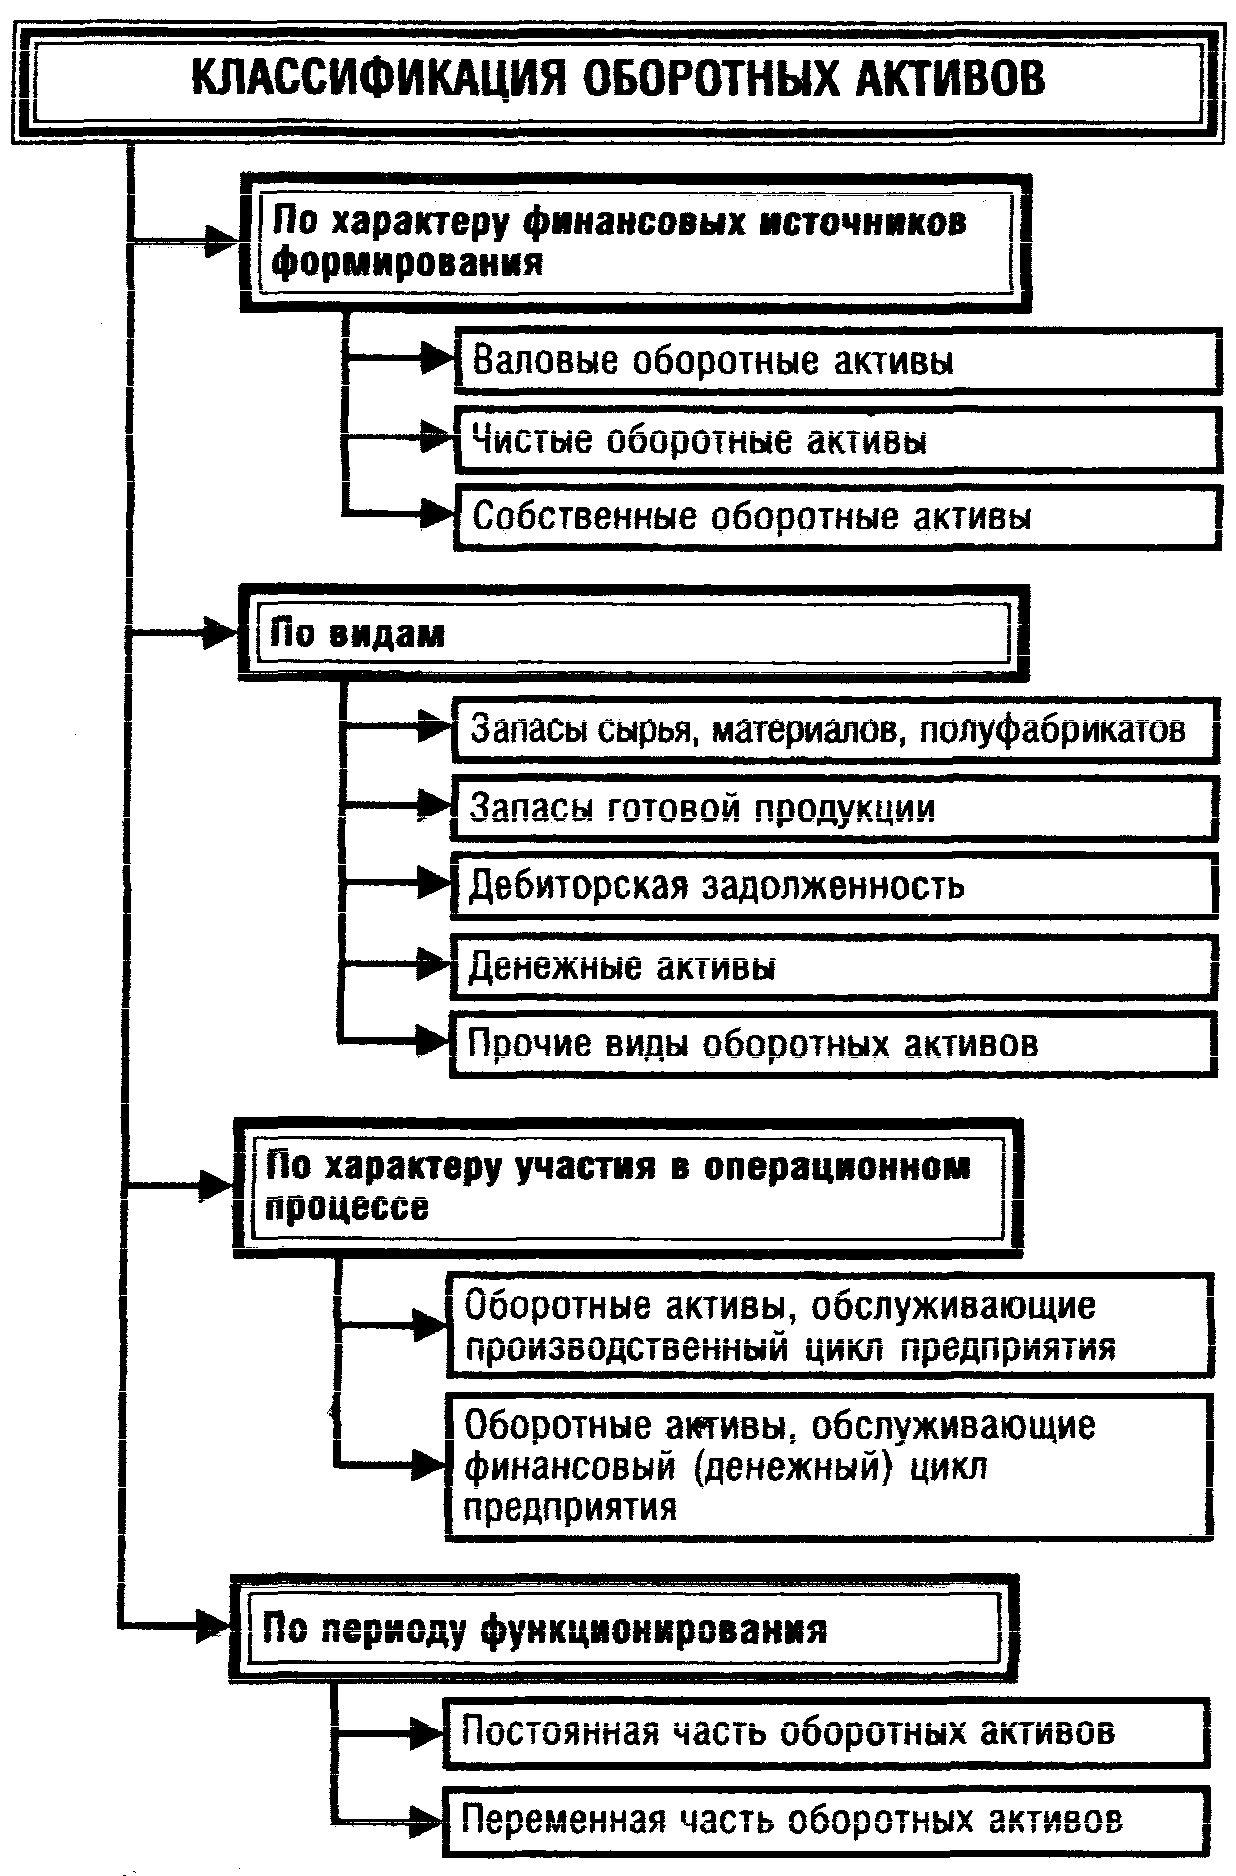 КЛАССИФИКАЦИЯ ОБОРОТНЫХ АКТИВОВ
По характеру финансовых источников
формирования
Валовые оборотные активы
Чистые оборотные активы
Собственные оборотные активы
По видам
Запасы сырья, материалов, полуфабрикатов
Запасы готовой продукции
Дебиторская задолженность
Денежные активы
Прочие виды оборотных активов
По характеру участия в операционном
процессе
Оборотные активы, обслуживающие
производственный цикл предприятия
Оборотные активы, обслуживающие
финансовый (денежный) цикл
предприятия
По периоду функционирования
Постоянная часть оборотных активов
Переменная часть оборотных активов